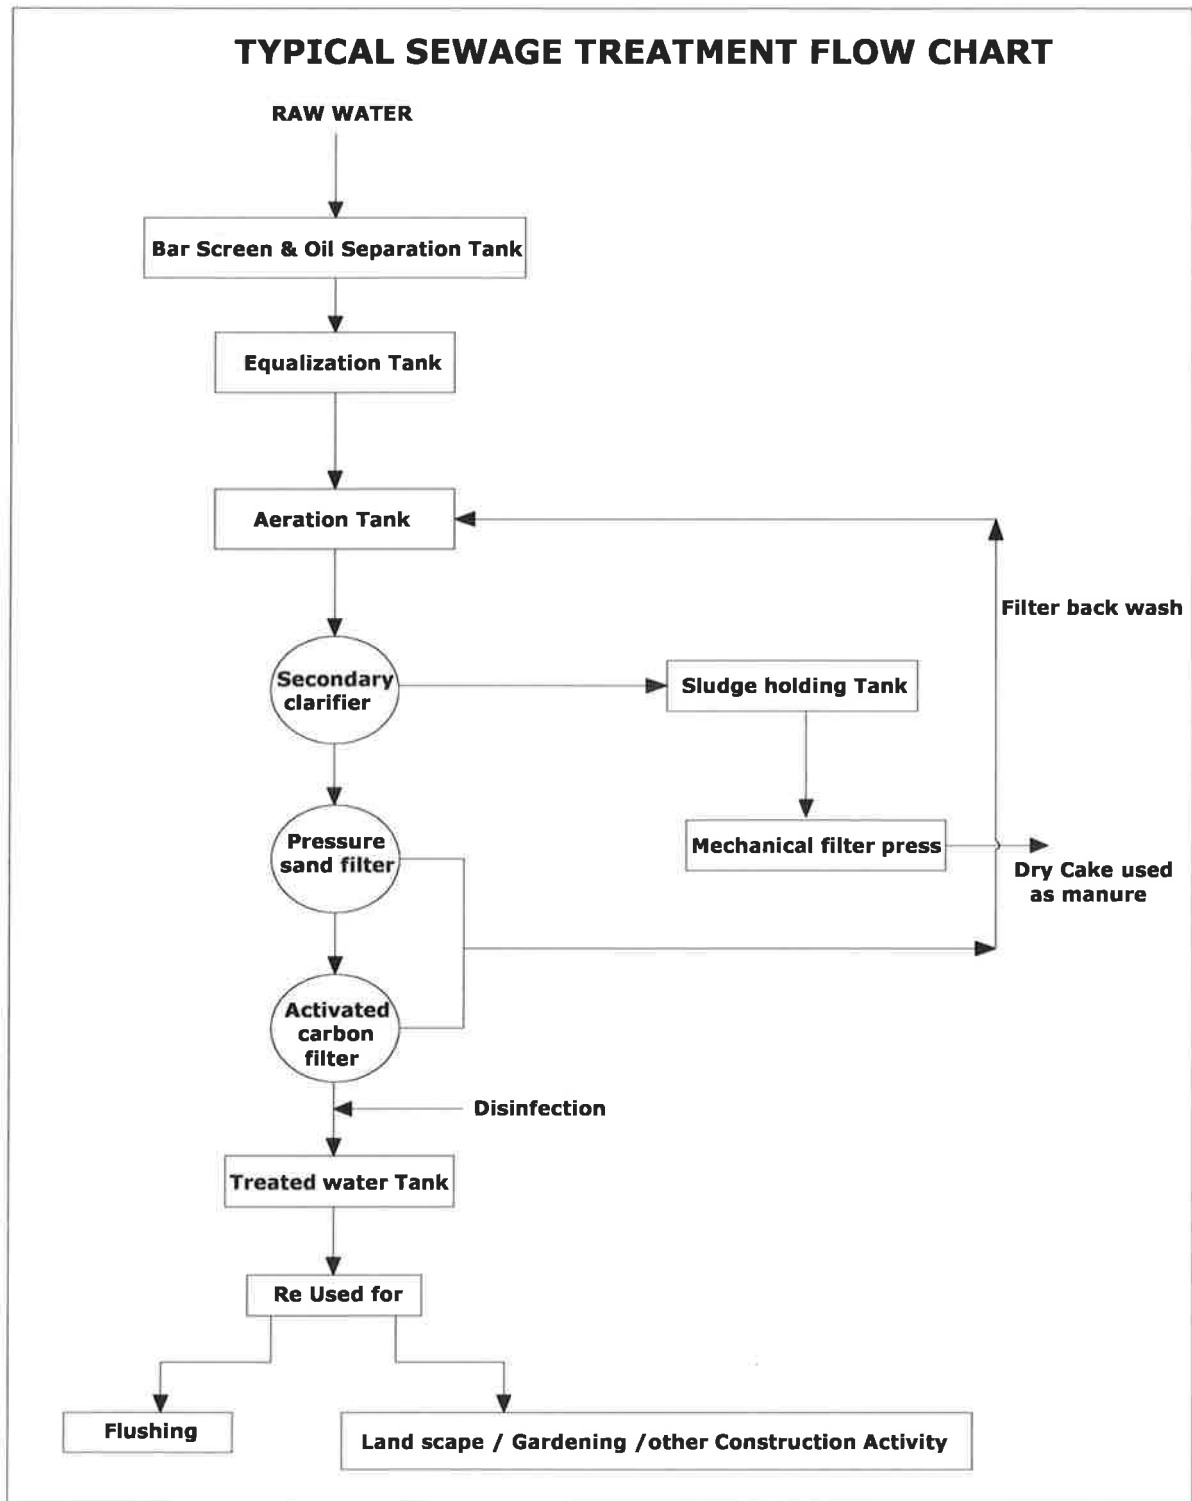 TYPICAL SEWAGE TREATMENT FLOW CHART
RAW WATER
Bar Screen & Oil Separation Tank
Equalization Tank
Aeration Tank
Filter back wash
Secondary
clarifier
Sludge holding Tank
Pressure
sand filter
Mechanical filter press
Dry Cake used
as manure
Activated
carbon
filter
Disinfection
Treated water Tank
Re Used for
Flushing
Land scape / Gardening /other Construction Activity